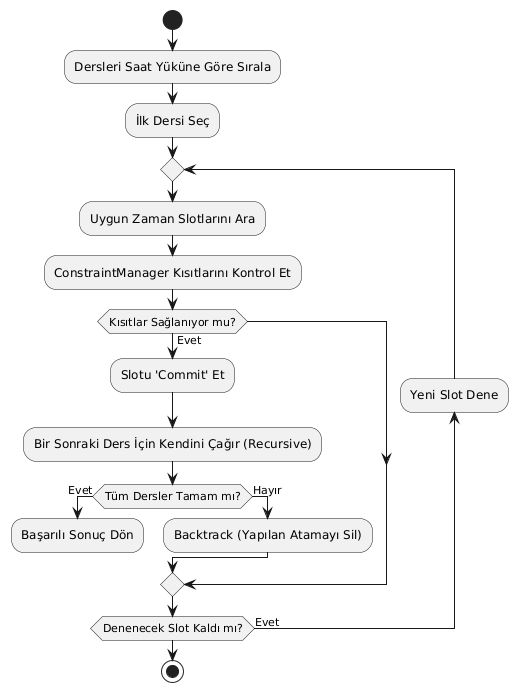 Dersleri Saat Yüküne Göre Sırala
İlk Dersi Seç
Uygun Zaman Slotlarını Ara
ConstraintManager Kısıtlarını Kontrol Et
Kısıtlar Sağlanıyor mu?
Evet
Slotu 'Commit' Et
Yeni Slot Dene
Bir Sonraki Ders İçin Kendini Çağır (Recursive)
Evet
Tüm Dersler Tamam mı?
Hayır
Başarılı Sonuç Dön
Backtrack (Yapılan Atamayı Sil)
Denenecek Slot Kaldı mı?
Evet